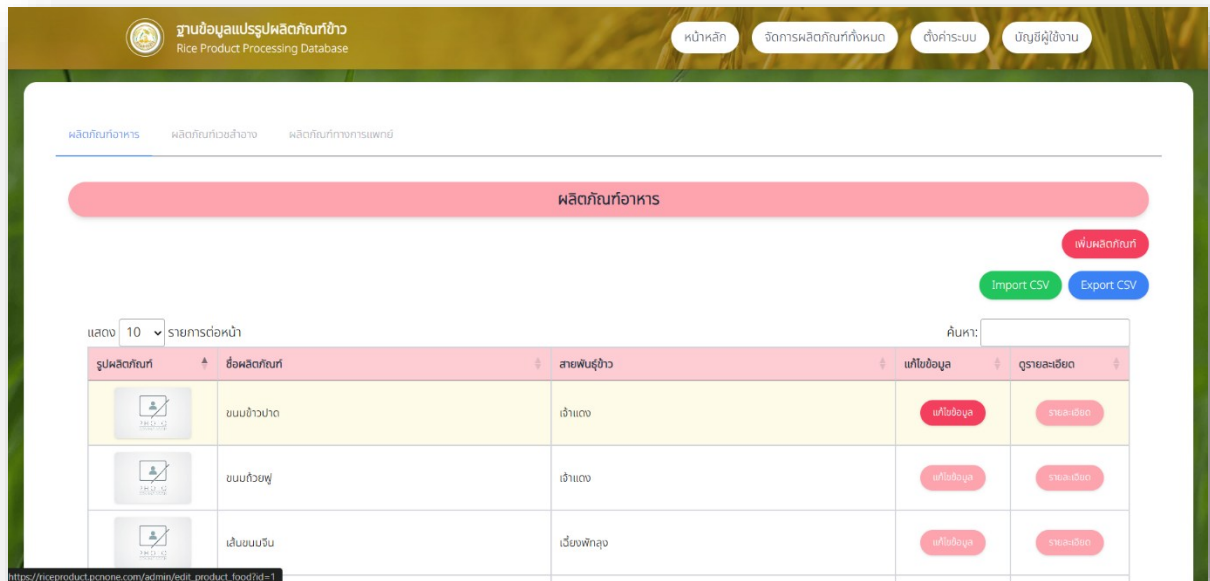 ฐานข้อมูลแปรรูปผลิตภัณฑ์ข้าว
Rice Product Processing Database
หน้าหลัก
จัดการผลิตภัณฑ์ทั้งหมด
ตั้งค่าระบบ
บัญชีผู้ใช้งาน
ผลิตภัณฑ์อาหาร ผลิตภัณฑ์เวชสำอาง ผลิตภัณฑ์ทางการแพทย์
ผลิตภัณฑ์อาหาร
เพิ่มผลิตภัณฑ์
Import CSV Export CSV
แสดง 10 รายการต่อหน้า ค้นหา:
รูปผลิตภัณฑ์ ชื่อผลิตภัณฑ์ สายพันธุ์ข้าว แก้ไขข้อมูล ดูรายละเอียด
ขนมข้าวปาด เจ้าแดง แก้ไขข้อมูล รายละเอียด
ขนมถ้วยฟู เจ้าแดง แก้ไขข้อมูล รายละเอียด
เส้นขนมจีน เฉี้ยงพัทลุง แก้ไขข้อมูล รายละเอียด
https://riceproduct.pcnone.com/admin/edit_product_food?id=1